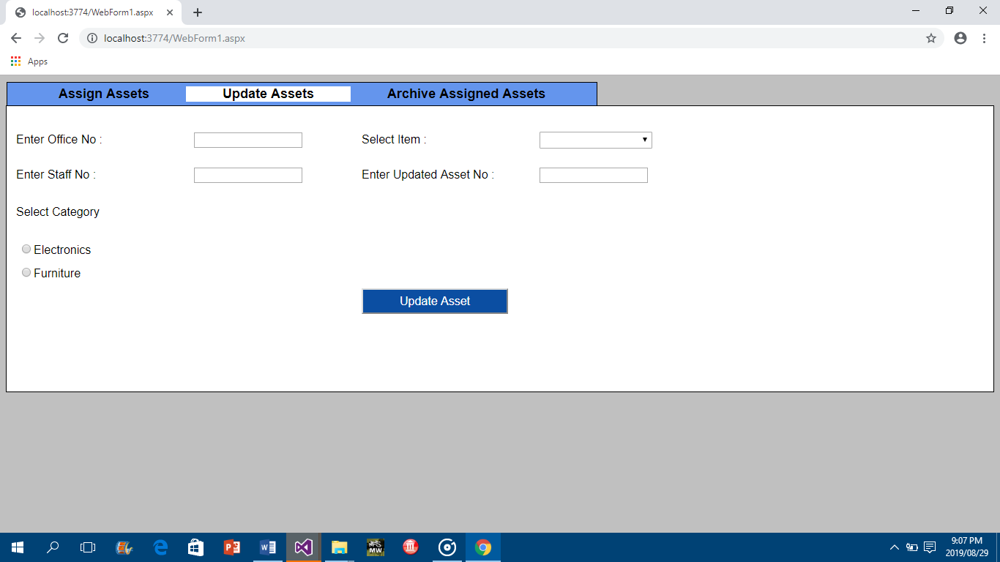 localhost:3774/WebForm1.aspx
localhost:3774/WebForm1.aspx
Apps
Assign Assets Update Assets Archive Assigned Assets
Enter Office No : Select Item :
Enter Staff No : Enter Updated Asset No :
Select Category
Electronics
Furniture
Update Asset
MW
9:07 PM
2019/08/29